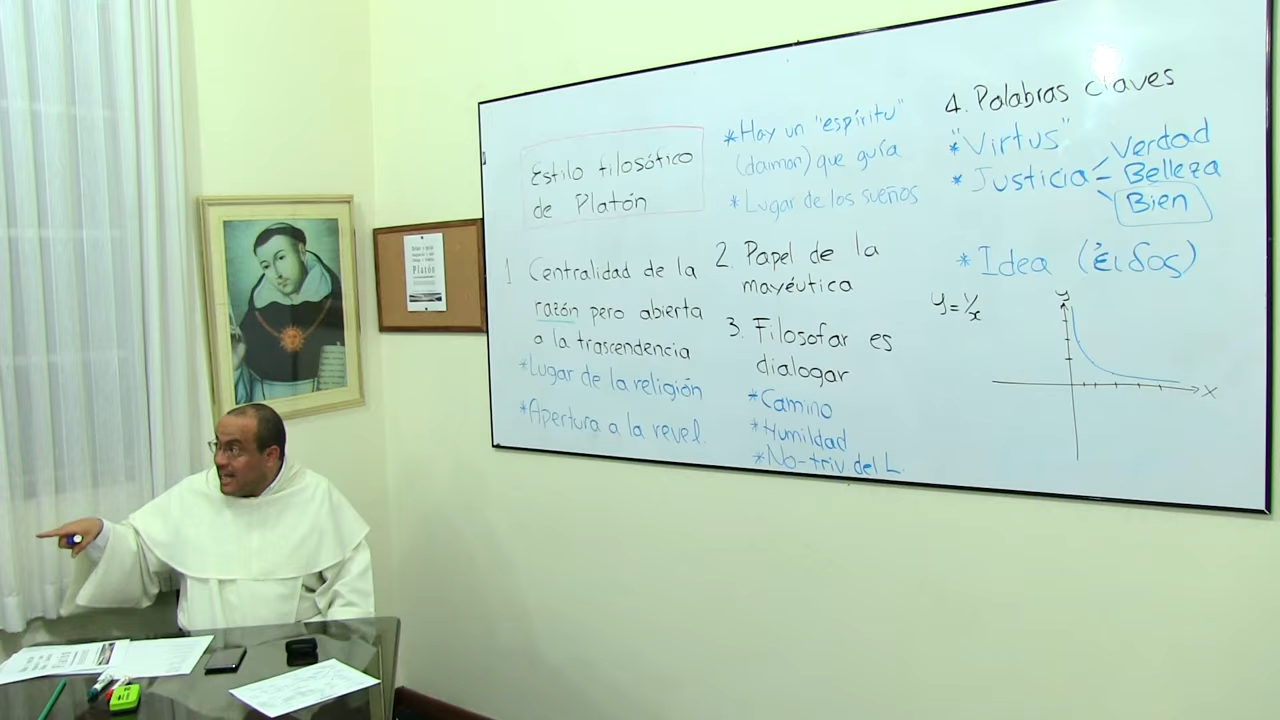 Estilo filosófico
de Platón
1 Centralidad de la
razón pero abierta
a la trascendencia
*Lugar de la religión
*Apertura a la revel.
*Hay un "espíritu"
(daimon) que guía
*Lugar de los sueños
2. Papel de la
mayéutica
3. Filosofar es
dialogar
*Camino
*Humildad
*No-triv. del L.
4. Palabras claves
*"Virtus"
* Justicia
Verdad
Belleza
Bien
* Idea (ἐιδος)
y=1/x
y
x
Platón